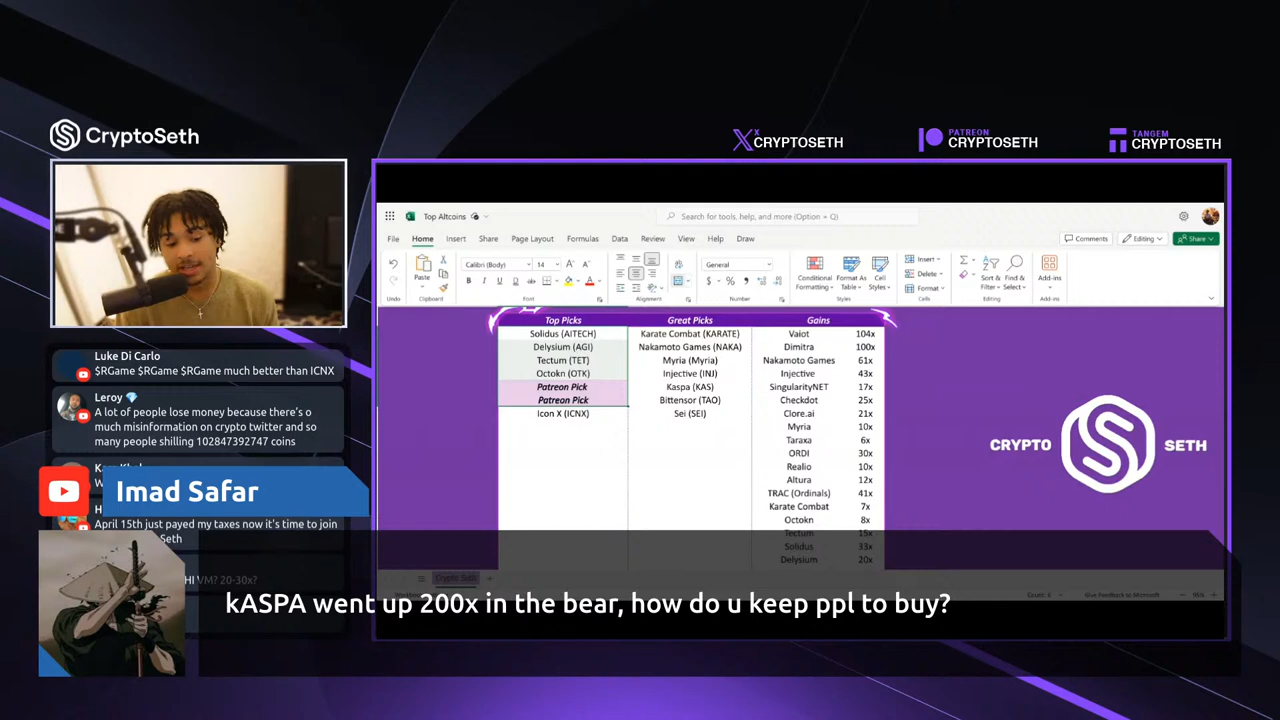 CryptoSeth
X
CRYPTOSETH
PATREON
CRYPTOSETH
TANGEM
CRYPTOSETH
Top Altcoins
Search for tools, help, and more (Option + Q)
File Home Insert Share Page Layout Formulas Data Review View Help Draw
Comments Editing Share
Paste
Calibri (Body) 14
General
Conditional Formatting
Format As Table
Cell Styles
Insert
Delete
Format
Sort & Filter
Find & Select
Add-ins
Undo Clipboard Font Alignment Number Styles Cells Editing Add-ins
Top Picks Great Picks Gains
Solidus (AITECH) Karate Combat (KARATE) Vaiot 104x
Delysium (AGI) Nakamoto Games (NAKA) Dimitra 100x
Tectum (TET) Myria (Myria) Nakamoto Games 61x
Octokn (OTK) Injective (INJ) Injective 43x
Patreon Pick Kaspa (KAS) SingularityNET 17x
Patreon Pick Bittensor (TAO) Checkdot 25x
Icon X (ICNX) Sei (SEI) Clore.ai 21x
Myria 10x
Taraxa 6x
ORDI 30x
Realio 10x
Altura 12x
TRAC (Ordinals) 41x
Karate Combat 7x
Octokn 8x
Tectum 15x
Solidus 33x
Delysium 20x
CRYPTO SETH
Crypto Seth
Give Feedback to Microsoft
Luke Di Carlo
$RGame $RGame $RGame much better than ICNX
Leroy 💎
A lot of people lose money because there's o
much misinformation on crypto twitter and so
many people shilling 102847392747 coins
Imad Safar
April 15th just payed my taxes now it's time to join
Seth
VM? 20-30x?
kASPA went up 200x in the bear, how do u keep ppl to buy?